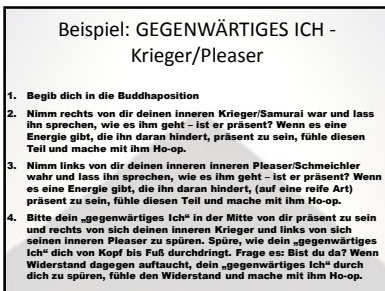 Beispiel: GEGENWÄRTIGES ICH -
Krieger/Pleaser
1. Begib dich in die Buddhaposition
2. Nimm rechts von dir deinen inneren Krieger/Samurai war und lass
ihn sprechen, wie es ihm geht – ist er präsent? Wenn es eine
Energie gibt, die ihn daran hindert, präsent zu sein, fühle diesen
Teil und mache mit ihm Ho-op.
3. Nimm links von dir deinen inneren inneren Pleaser/Schmeichler
wahr und lass ihn sprechen, wie es ihm geht – ist er präsent? Wenn
es eine Energie gibt, die ihn daran hindert, (auf eine reife Art)
präsent zu sein, fühle diesen Teil und mache mit ihm Ho-op.
4. Bitte dein „gegenwärtiges Ich“ in der Mitte von dir präsent zu sein
und rechts von sich deinen inneren Krieger und links von sich
seinen inneren Pleaser zu spüren. Spüre, wie dein „gegenwärtiges
Ich“ dich von Kopf bis Fuß durchdringt. Frage es: Bist du da? Wenn
Widerstand dagegen auftaucht, dein „gegenwärtiges Ich“ durch
dich zu spüren, fühle den Widerstand und mache mit ihm Ho-op.